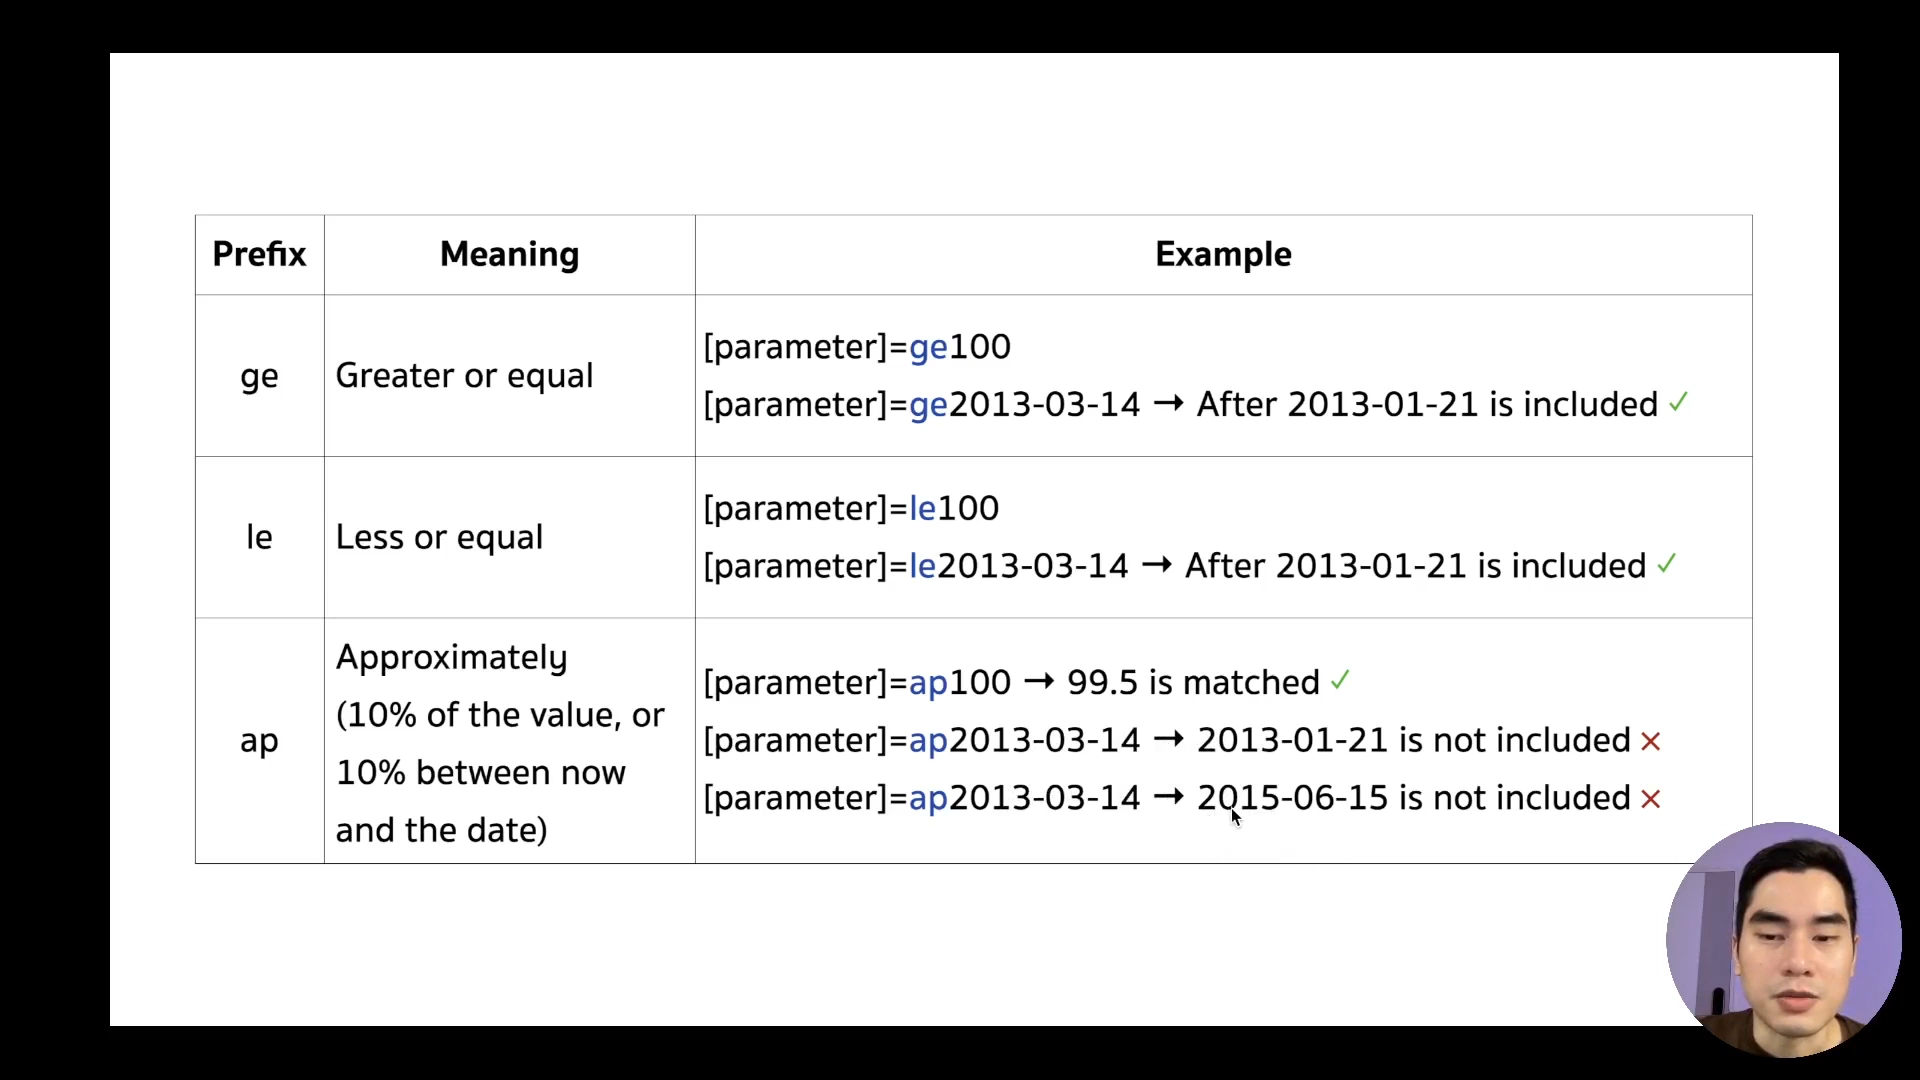 Prefix Meaning Example
ge Greater or equal
[parameter]=ge100
[parameter]=ge2013-03-14 → After 2013-01-21 is included ✓
le Less or equal
[parameter]=le100
[parameter]=le2013-03-14 → After 2013-01-21 is included ✓
ap
Approximately
(10% of the value, or
10% between now
and the date)
[parameter]=ap100 → 99.5 is matched ✓
[parameter]=ap2013-03-14 → 2013-01-21 is not included ×
[parameter]=ap2013-03-14 → 2015-06-15 is not included ×